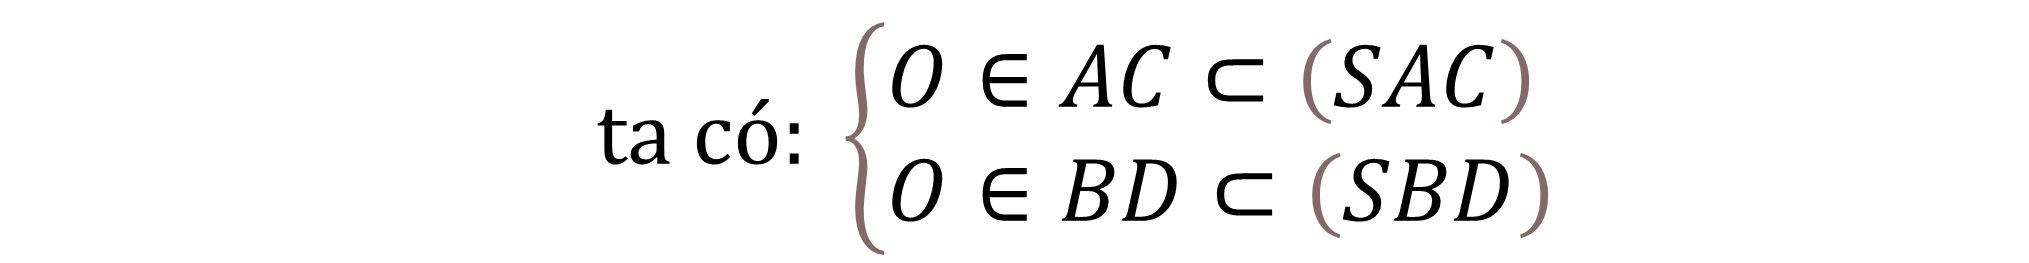 ta có: { O ∈ AC ⊂ (SAC)
O ∈ BD ⊂ (SBD)